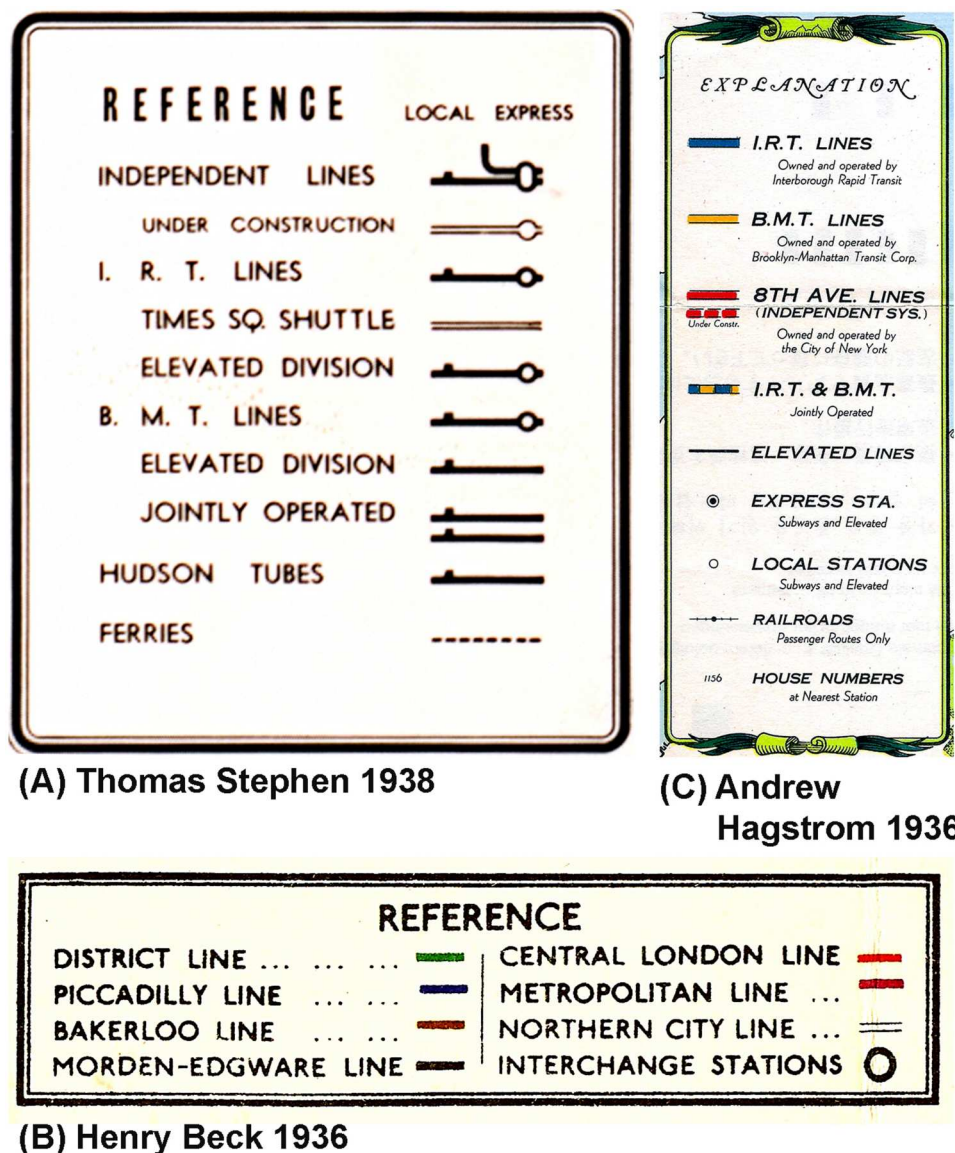 REFERENCE
LOCAL EXPRESS
INDEPENDENT LINES
UNDER CONSTRUCTION
I. R. T. LINES
TIMES SQ. SHUTTLE
ELEVATED DIVISION
B. M. T. LINES
ELEVATED DIVISION
JOINTLY OPERATED
HUDSON TUBES
FERRIES
(A) Thomas Stephen 1938
EXPLANATION
I.R.T. LINES
Owned and operated by
Interborough Rapid Transit
B.M.T. LINES
Owned and operated by
Brooklyn-Manhattan Transit Corp.
8TH AVE. LINES
(INDEPENDENT SYS.)
Under Constr.
Owned and operated by
the City of New York
I.R.T. & B.M.T.
Jointly Operated
ELEVATED LINES
EXPRESS STA.
Subways and Elevated
LOCAL STATIONS
Subways and Elevated
RAILROADS
Passenger Routes Only
1156 HOUSE NUMBERS
at Nearest Station
(C) Andrew
Hagstrom 1936
REFERENCE
DISTRICT LINE ... ... ...
PICCADILLY LINE ... ...
BAKERLOO LINE ... ...
MORDEN-EDGWARE LINE
CENTRAL LONDON LINE
METROPOLITAN LINE ...
NORTHERN CITY LINE ...
INTERCHANGE STATIONS
(B) Henry Beck 1936